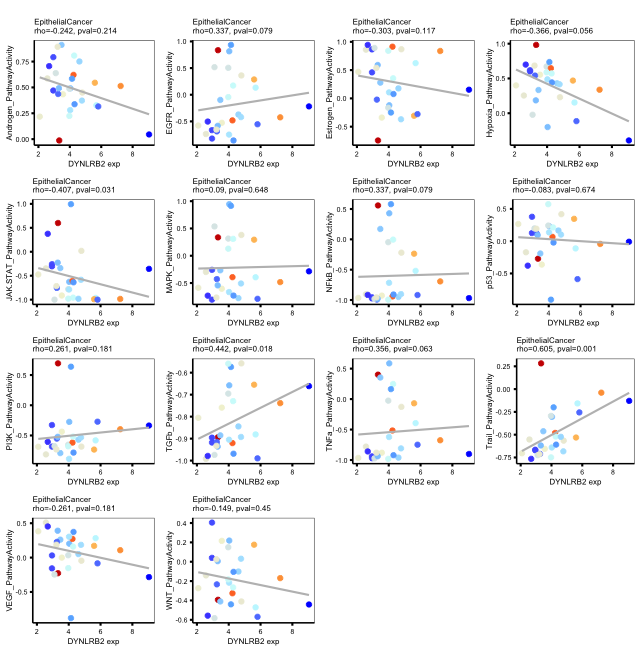 EpithelialCancer
rho=-0.242, pval=0.214
Androgen_PathwayActivity
0.75
0.50
0.25
0.00
2 4 6 8
DYNLRB2 exp
EpithelialCancer
rho=0.337, pval=0.079
EGFR_PathwayActivity
1.0
0.5
0.0
-0.5
2 4 6 8
DYNLRB2 exp
EpithelialCancer
rho=-0.303, pval=0.117
Estrogen_PathwayActivity
1.0
0.5
0.0
-0.5
2 4 6 8
DYNLRB2 exp
EpithelialCancer
rho=-0.366, pval=0.056
Hypoxia_PathwayActivity
1.0
0.5
0.0
2 4 6 8
DYNLRB2 exp
EpithelialCancer
rho=-0.407, pval=0.031
JAK-STAT_PathwayActivity
1.0
0.5
0.0
-0.5
-1.0
2 4 6 8
DYNLRB2 exp
EpithelialCancer
rho=0.09, pval=0.648
MAPK_PathwayActivity
1.0
0.5
0.0
-0.5
2 4 6 8
DYNLRB2 exp
EpithelialCancer
rho=0.337, pval=0.079
NFkB_PathwayActivity
0.5
0.0
-0.5
-1.0
2 4 6 8
DYNLRB2 exp
EpithelialCancer
rho=-0.083, pval=0.674
p53_PathwayActivity
0.5
0.0
-0.5
2 4 6 8
DYNLRB2 exp
EpithelialCancer
rho=0.261, pval=0.181
PI3K_PathwayActivity
0.5
0.0
-0.5
2 4 6 8
DYNLRB2 exp
EpithelialCancer
rho=0.442, pval=0.018
TGFb_PathwayActivity
-0.6
-0.7
-0.8
-0.9
-1.0
2 4 6 8
DYNLRB2 exp
EpithelialCancer
rho=0.356, pval=0.063
TNFa_PathwayActivity
0.5
0.0
-0.5
-1.0
2 4 6 8
DYNLRB2 exp
EpithelialCancer
rho=0.605, pval=0.001
Trail_PathwayActivity
0.25
0.00
-0.25
-0.50
-0.75
2 4 6 8
DYNLRB2 exp
EpithelialCancer
rho=-0.261, pval=0.181
VEGF_PathwayActivity
0.5
0.0
-0.5
2 4 6 8
DYNLRB2 exp
EpithelialCancer
rho=-0.149, pval=0.45
WNT_PathwayActivity
0.4
0.2
0.0
-0.2
-0.4
-0.6
2 4 6 8
DYNLRB2 exp